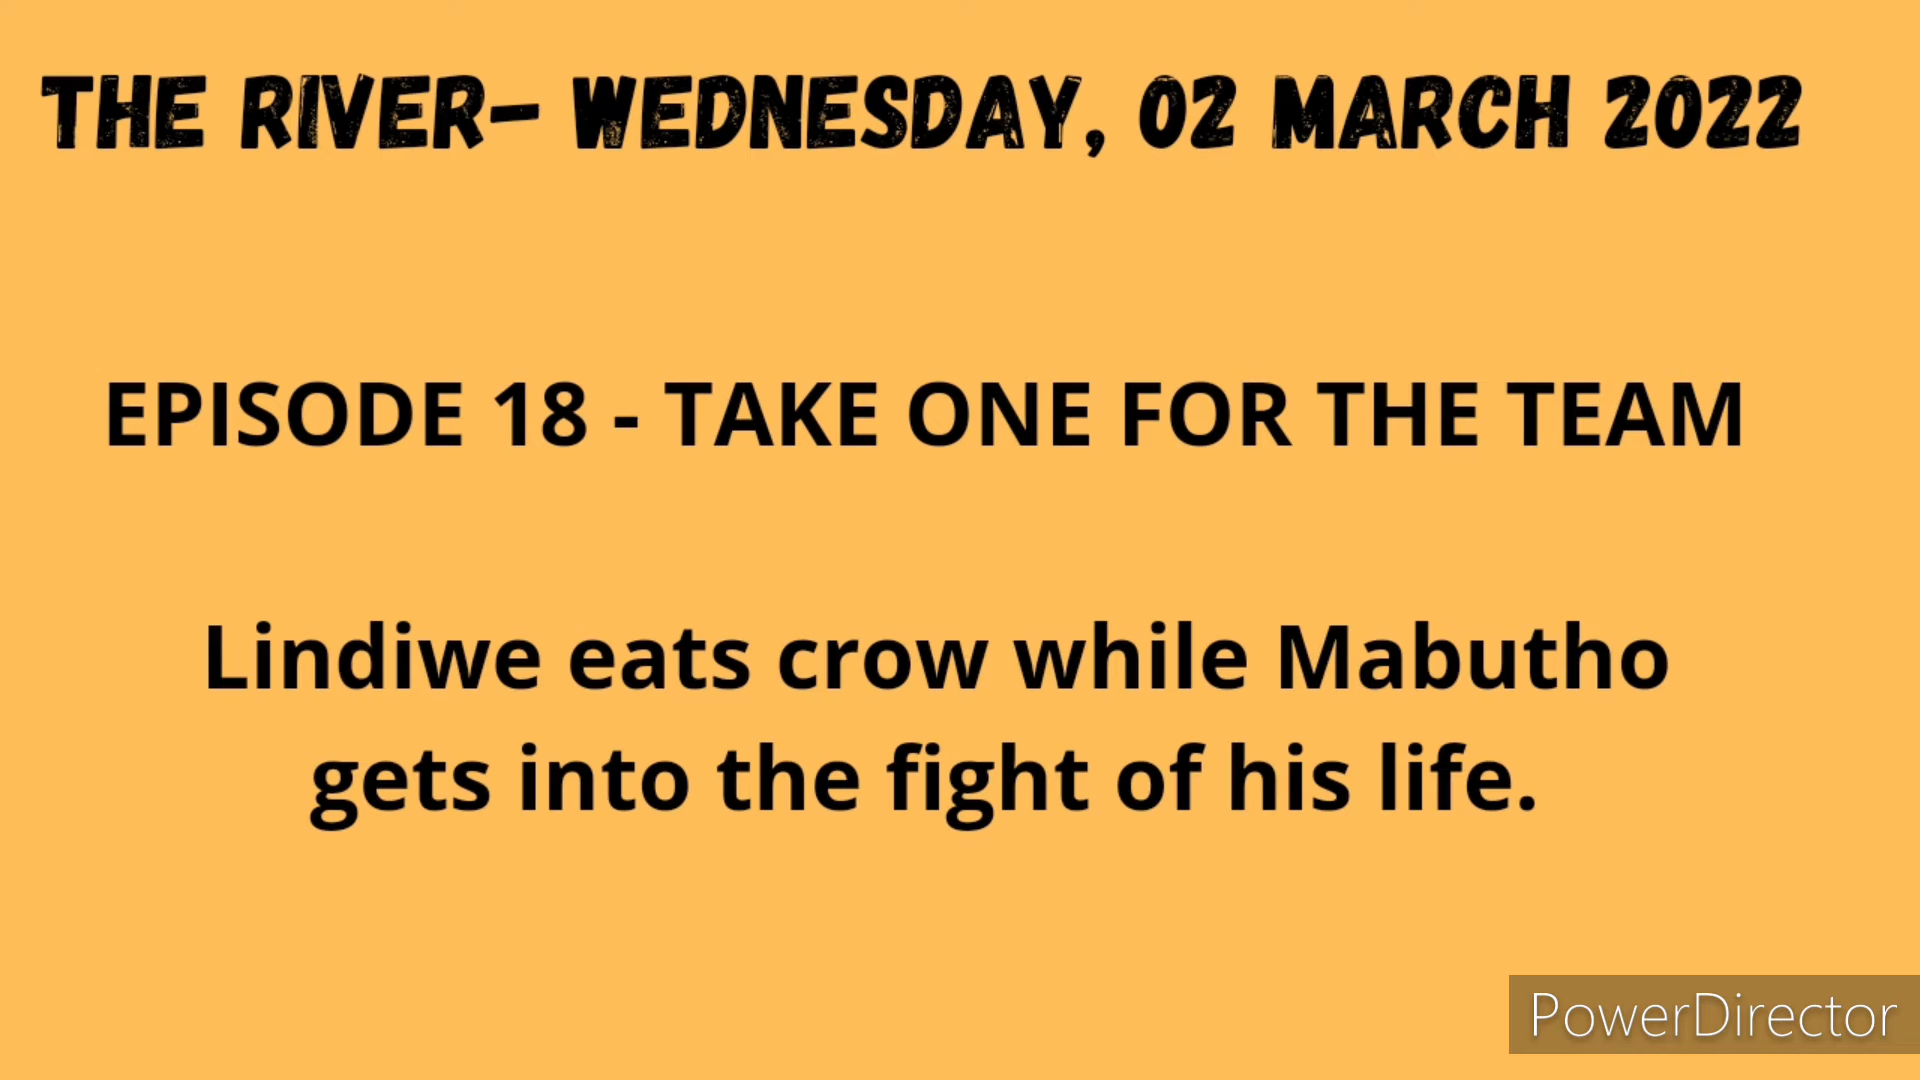 THE RIVER- WEDNESDAY, 02 MARCH 2022
EPISODE 18 - TAKE ONE FOR THE TEAM
Lindiwe eats crow while Mabutho
gets into the fight of his life.
PowerDirector